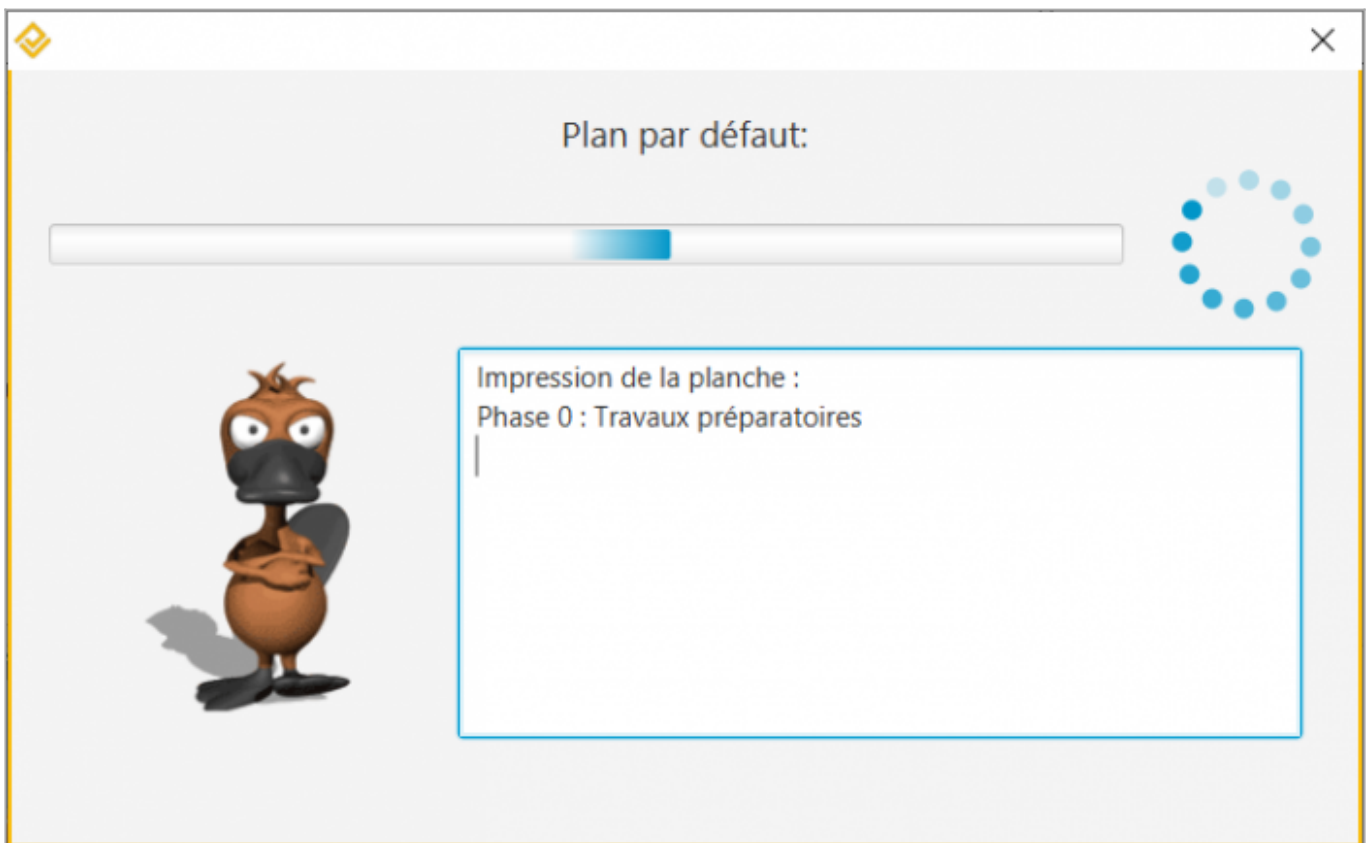 Plan par défaut:
Impression de la planche :
Phase 0 : Travaux préparatoires